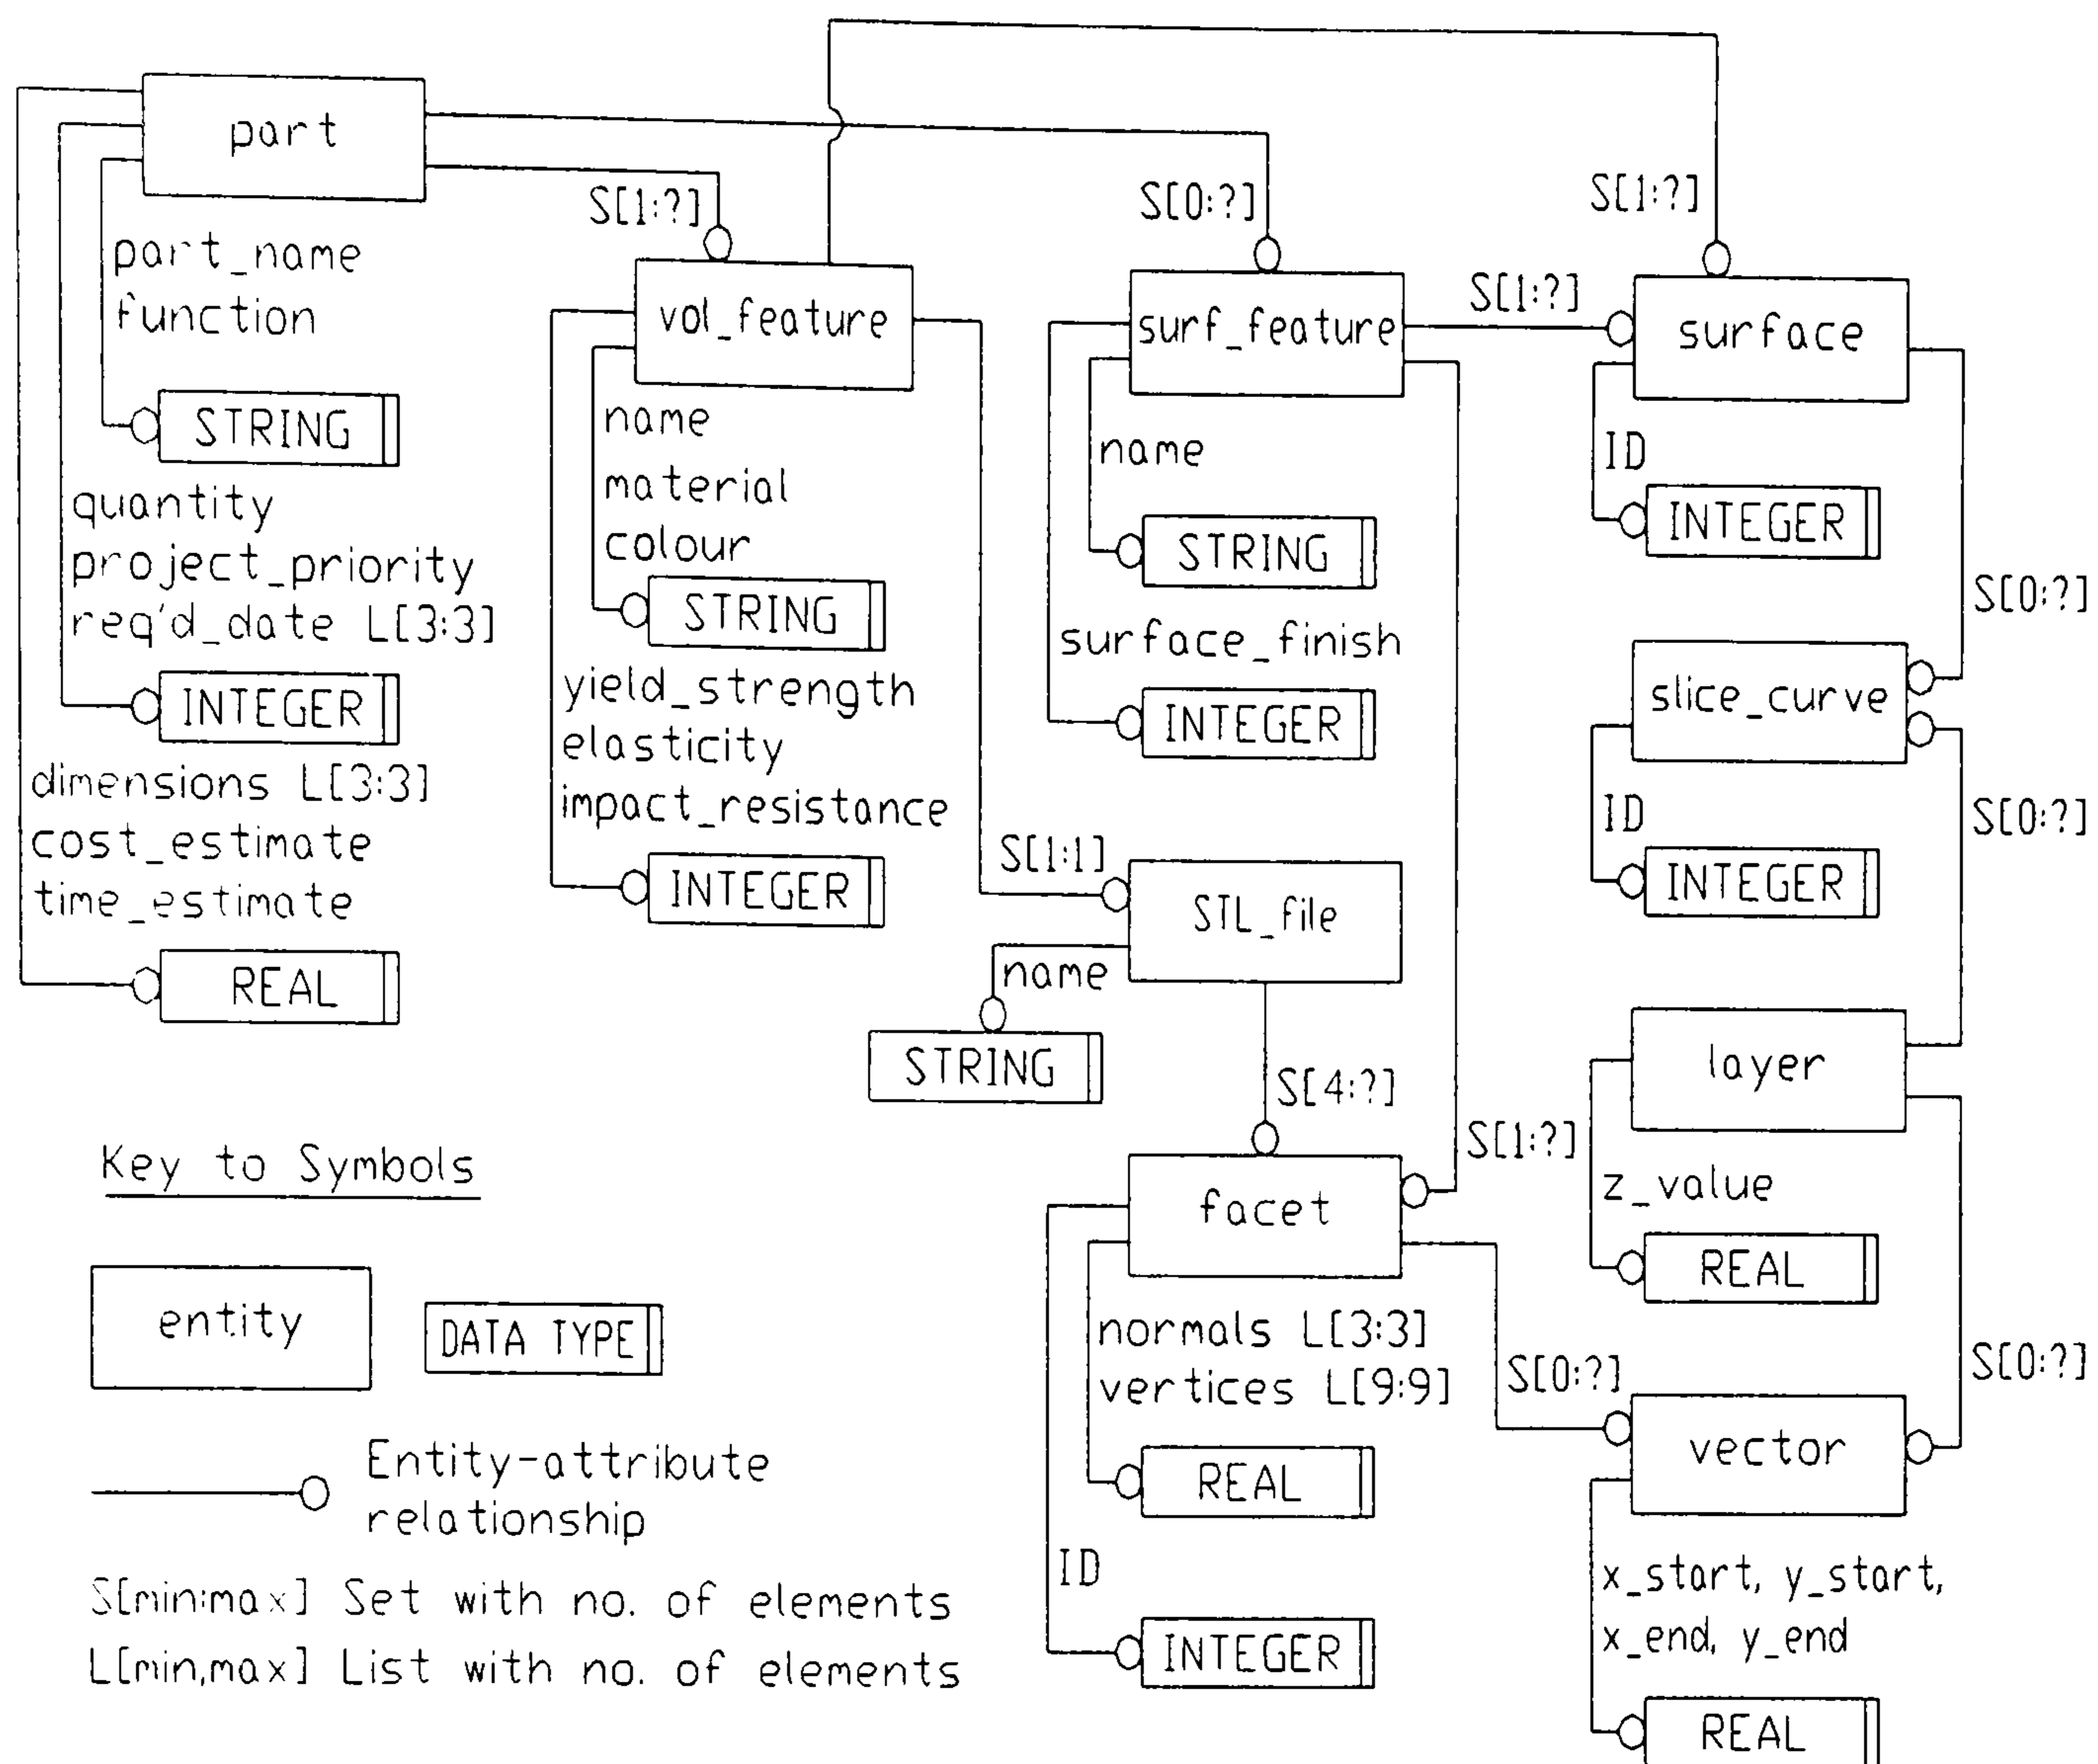 part
S[1:?]
S[0:?]
S[1:?]
part_name
function
STRING
quantity
project_priority
req'd_date L[3:3]
INTEGER
dimensions L[3:3]
cost_estimate
time_estimate
REAL
vol_feature
name
material
colour
STRING
yield_strength
elasticity
impact_resistance
INTEGER
surf_feature
S[1:?]
name
STRING
surface_finish
INTEGER
surface
ID
INTEGER
S[0:?]
slice_curve
ID
INTEGER
S[0:?]
S[1:1]
STL_file
name
STRING
S[4:?]
S[1:?]
layer
z_value
REAL
S[0:?]
facet
normals L[3:3]
vertices L[9:9]
REAL
ID
INTEGER
S[0:?]
vector
x_start, y_start,
x_end, y_end
REAL
Key to Symbols
entity
DATA TYPE
Entity-attribute
relationship
S[min:max] Set with no. of elements
L[min,max] List with no. of elements